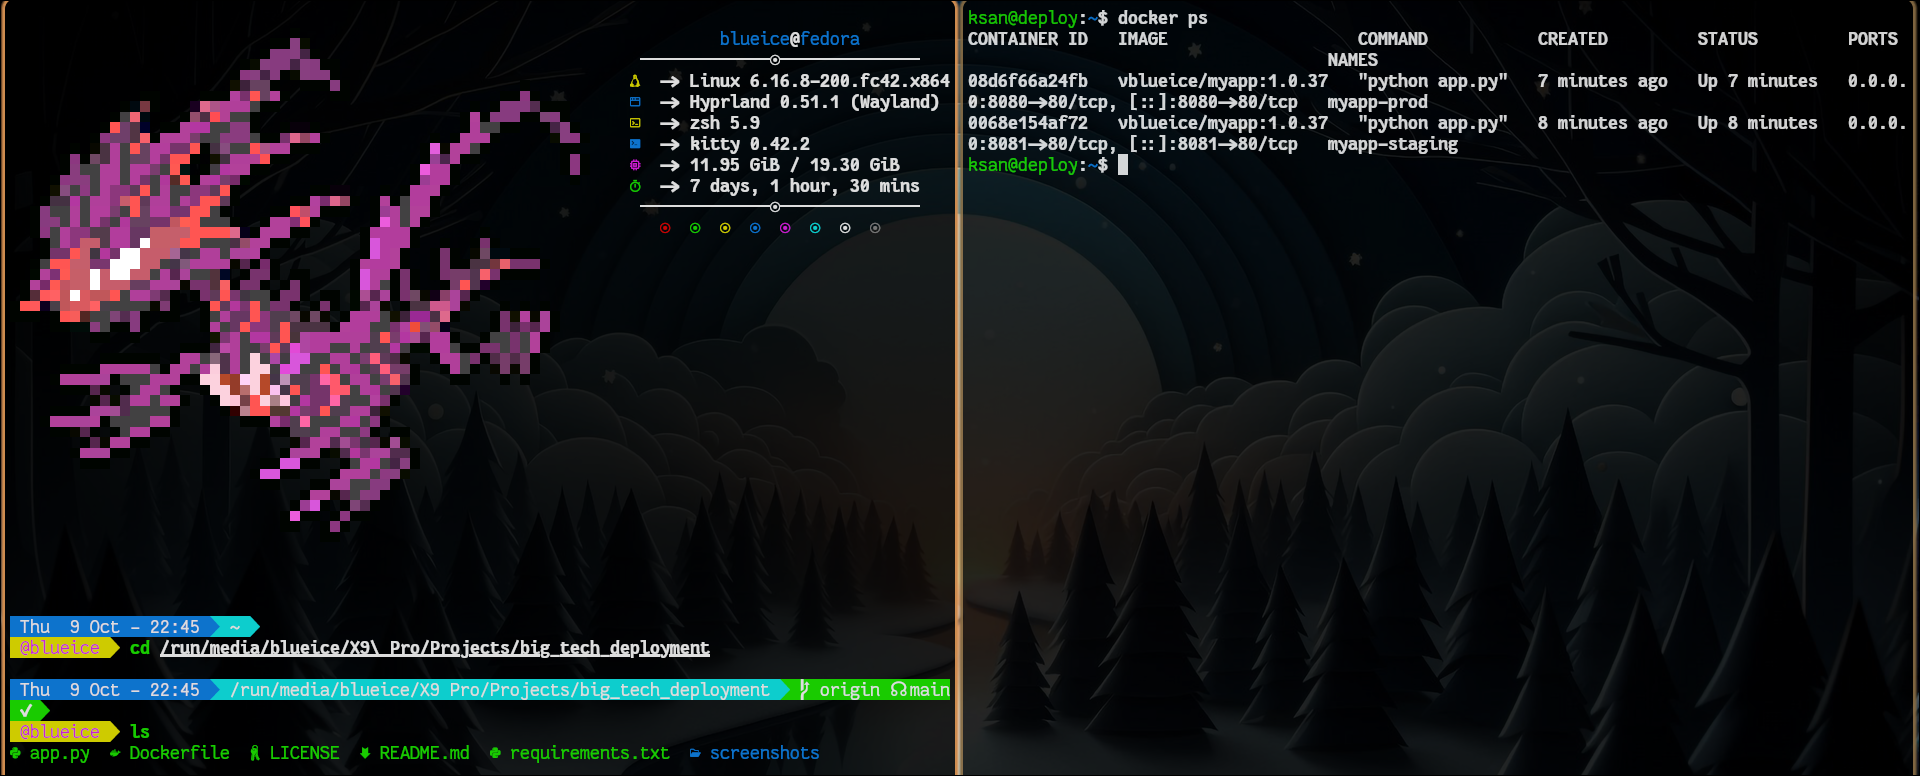 blueice@fedora
→ Linux 6.16.8-200.fc42.x864
→ Hyprland 0.51.1 (Wayland)
→ zsh 5.9
→ kitty 0.42.2
→ 11.95 GiB / 19.30 GiB
→ 7 days, 1 hour, 30 mins
Thu  9 Oct - 22:45  ~
@blueice  cd /run/media/blueice/X9\ Pro/Projects/big_tech_deployment
Thu  9 Oct - 22:45  /run/media/blueice/X9 Pro/Projects/big_tech_deployment  origin main
✓
@blueice  ls
app.py  Dockerfile  LICENSE  README.md  requirements.txt  screenshots
ksan@deploy:~$ docker ps
CONTAINER ID   IMAGE                   COMMAND           CREATED         STATUS         PORTS
                                    NAMES
08d6f66a24fb   vblueice/myapp:1.0.37   "python app.py"   7 minutes ago   Up 7 minutes   0.0.0.
0:8080->80/tcp, [::]:8080->80/tcp   myapp-prod
0068e154af72   vblueice/myapp:1.0.37   "python app.py"   8 minutes ago   Up 8 minutes   0.0.0.
0:8081->80/tcp, [::]:8081->80/tcp   myapp-staging
ksan@deploy:~$